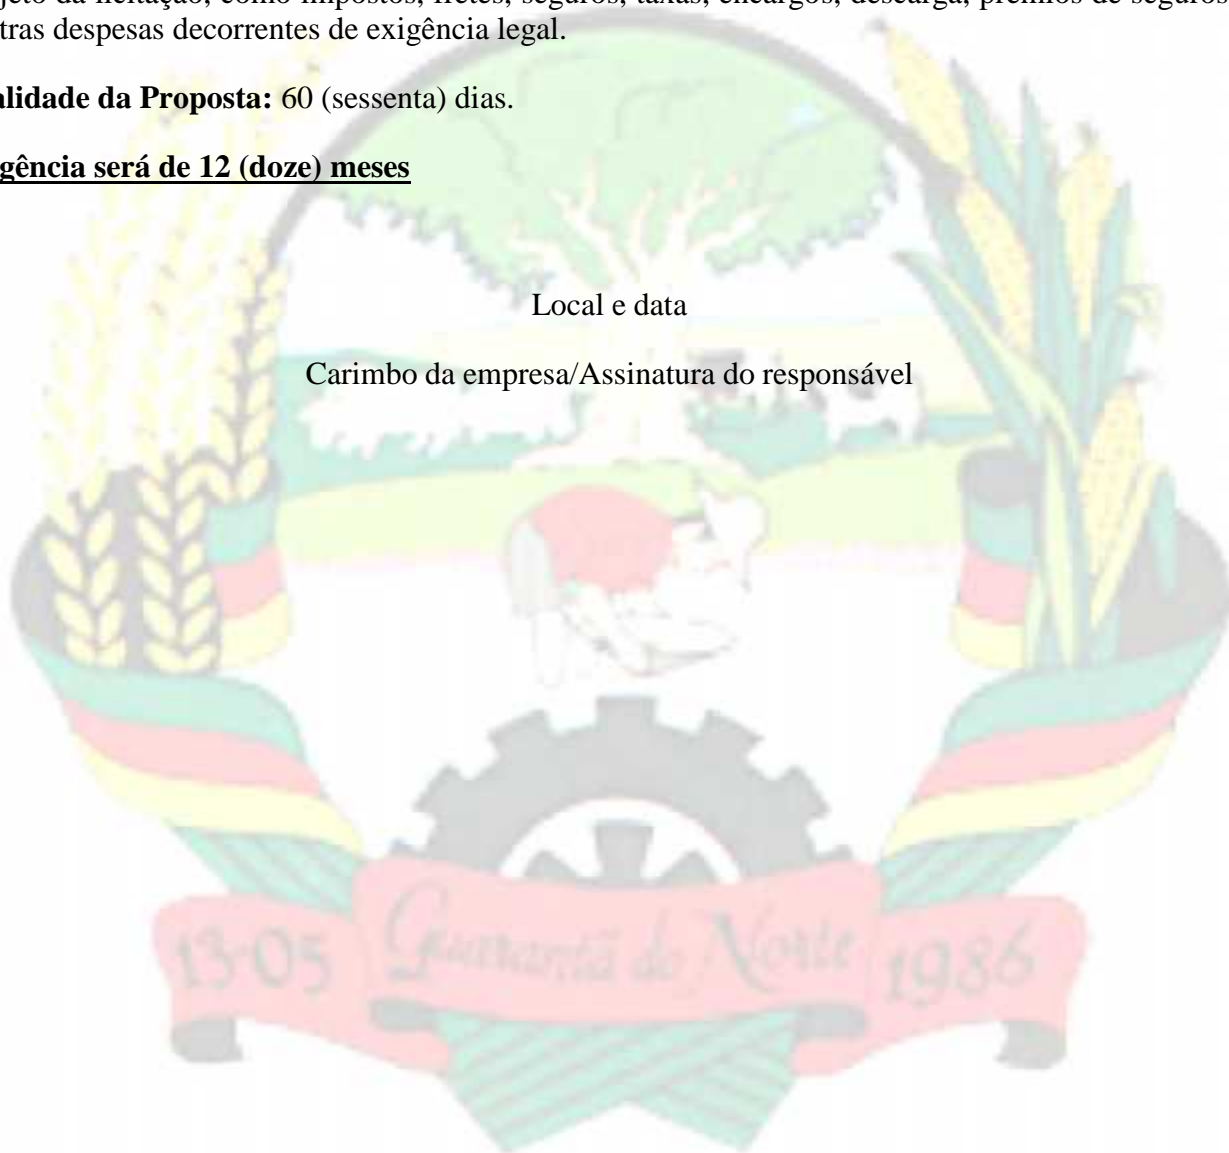 jeto da licitação, como impostos, fretes, seguros, taxas, encargos, descarga, prêmios de seguros
tras despesas decorrentes de exigência legal.
alidade da Proposta: 60 (sessenta) dias.
gência será de 12 (doze) meses
Local e data
Carimbo da empresa/Assinatura do responsável
13-05 Guarantã do Norte 1986